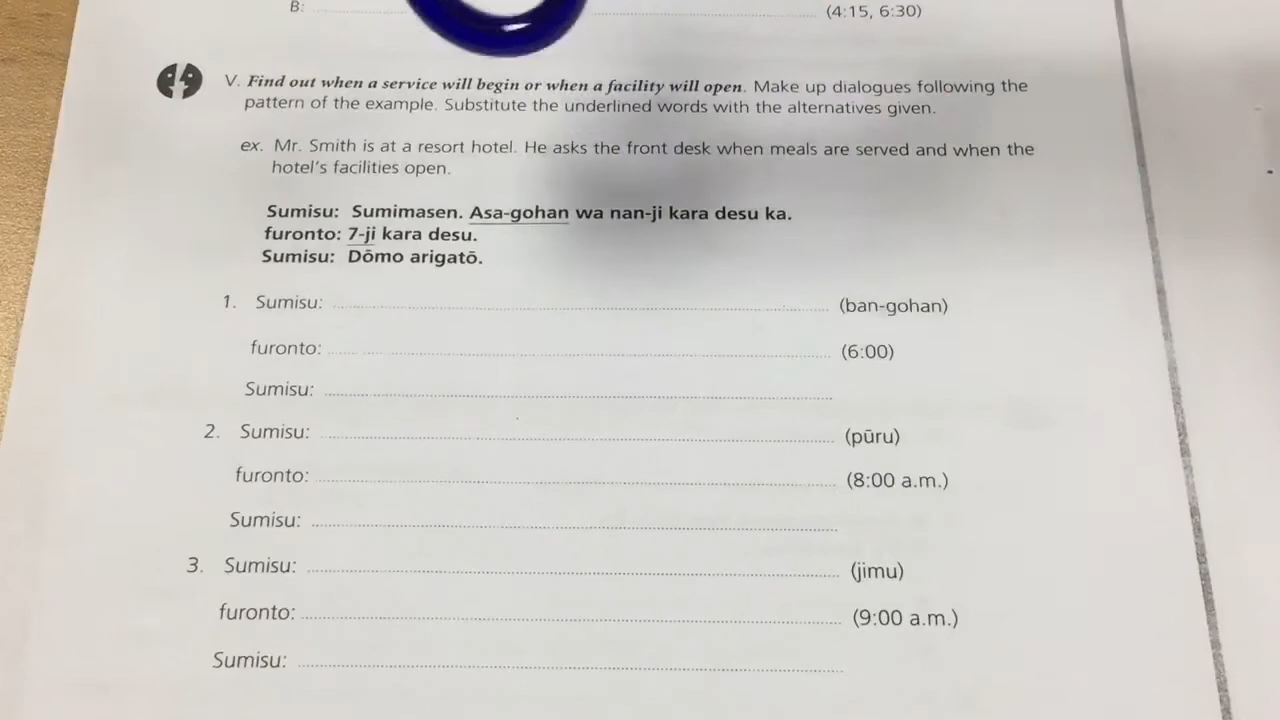 B: (4:15, 6:30)
V. Find out when a service will begin or when a facility will open. Make up dialogues following the
pattern of the example. Substitute the underlined words with the alternatives given.
ex. Mr. Smith is at a resort hotel. He asks the front desk when meals are served and when the
hotel's facilities open.
Sumisu: Sumimasen. Asa-gohan wa nan-ji kara desu ka.
furonto: 7-ji kara desu.
Sumisu: Dōmo arigatō.
1. Sumisu: (ban-gohan)
furonto: (6:00)
Sumisu:
2. Sumisu: (pūru)
furonto: (8:00 a.m.)
Sumisu:
3. Sumisu: (jimu)
furonto: (9:00 a.m.)
Sumisu: